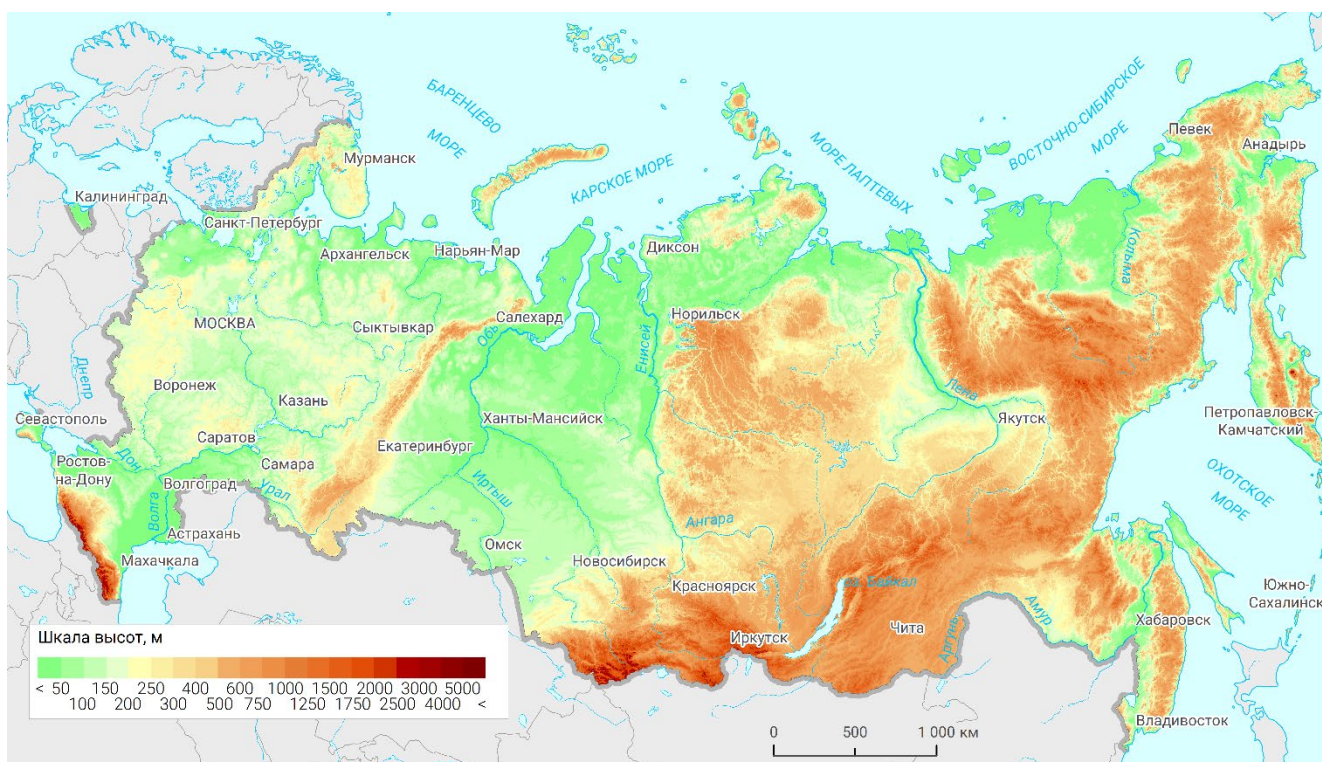 БАРЕНЦЕВО
МОРЕ
КАРСКОЕ МОРЕ
МОРЕ ЛАПТЕВЫХ
ВОСТОЧНО-СИБИРСКОЕ
МОРЕ
Певек
Анадырь
Мурманск
Калининград
Санкт-Петербург
Архангельск
Нарьян-Мар
Диксон
Колыма
МОСКВА
Сыктывкар
Салехард
Обь
Норильск
Енисей
Днепр
Воронеж
Казань
Ханты-Мансийск
Лена
Якутск
Петропавловск-
Камчатский
Севастополь
Саратов
Екатеринбург
Ростов-
на-Дону
Дон
Самара
Волгоград
Урал
Иртыш
ОХОТСКОЕ
МОРЕ
Волга
Астрахань
Ангара
Омск
Новосибирск
Махачкала
Красноярск
оз. Байкал
Южно-
Сахалинск
Амур
Хабаровск
Иркутск
Чита
Аргунь
Владивосток
Шкала высот, м
< 50 150 250 400 600 1000 1500 2000 3000 5000
100 200 300 500 750 1250 1750 2500 4000 <
0 500 1 000 км